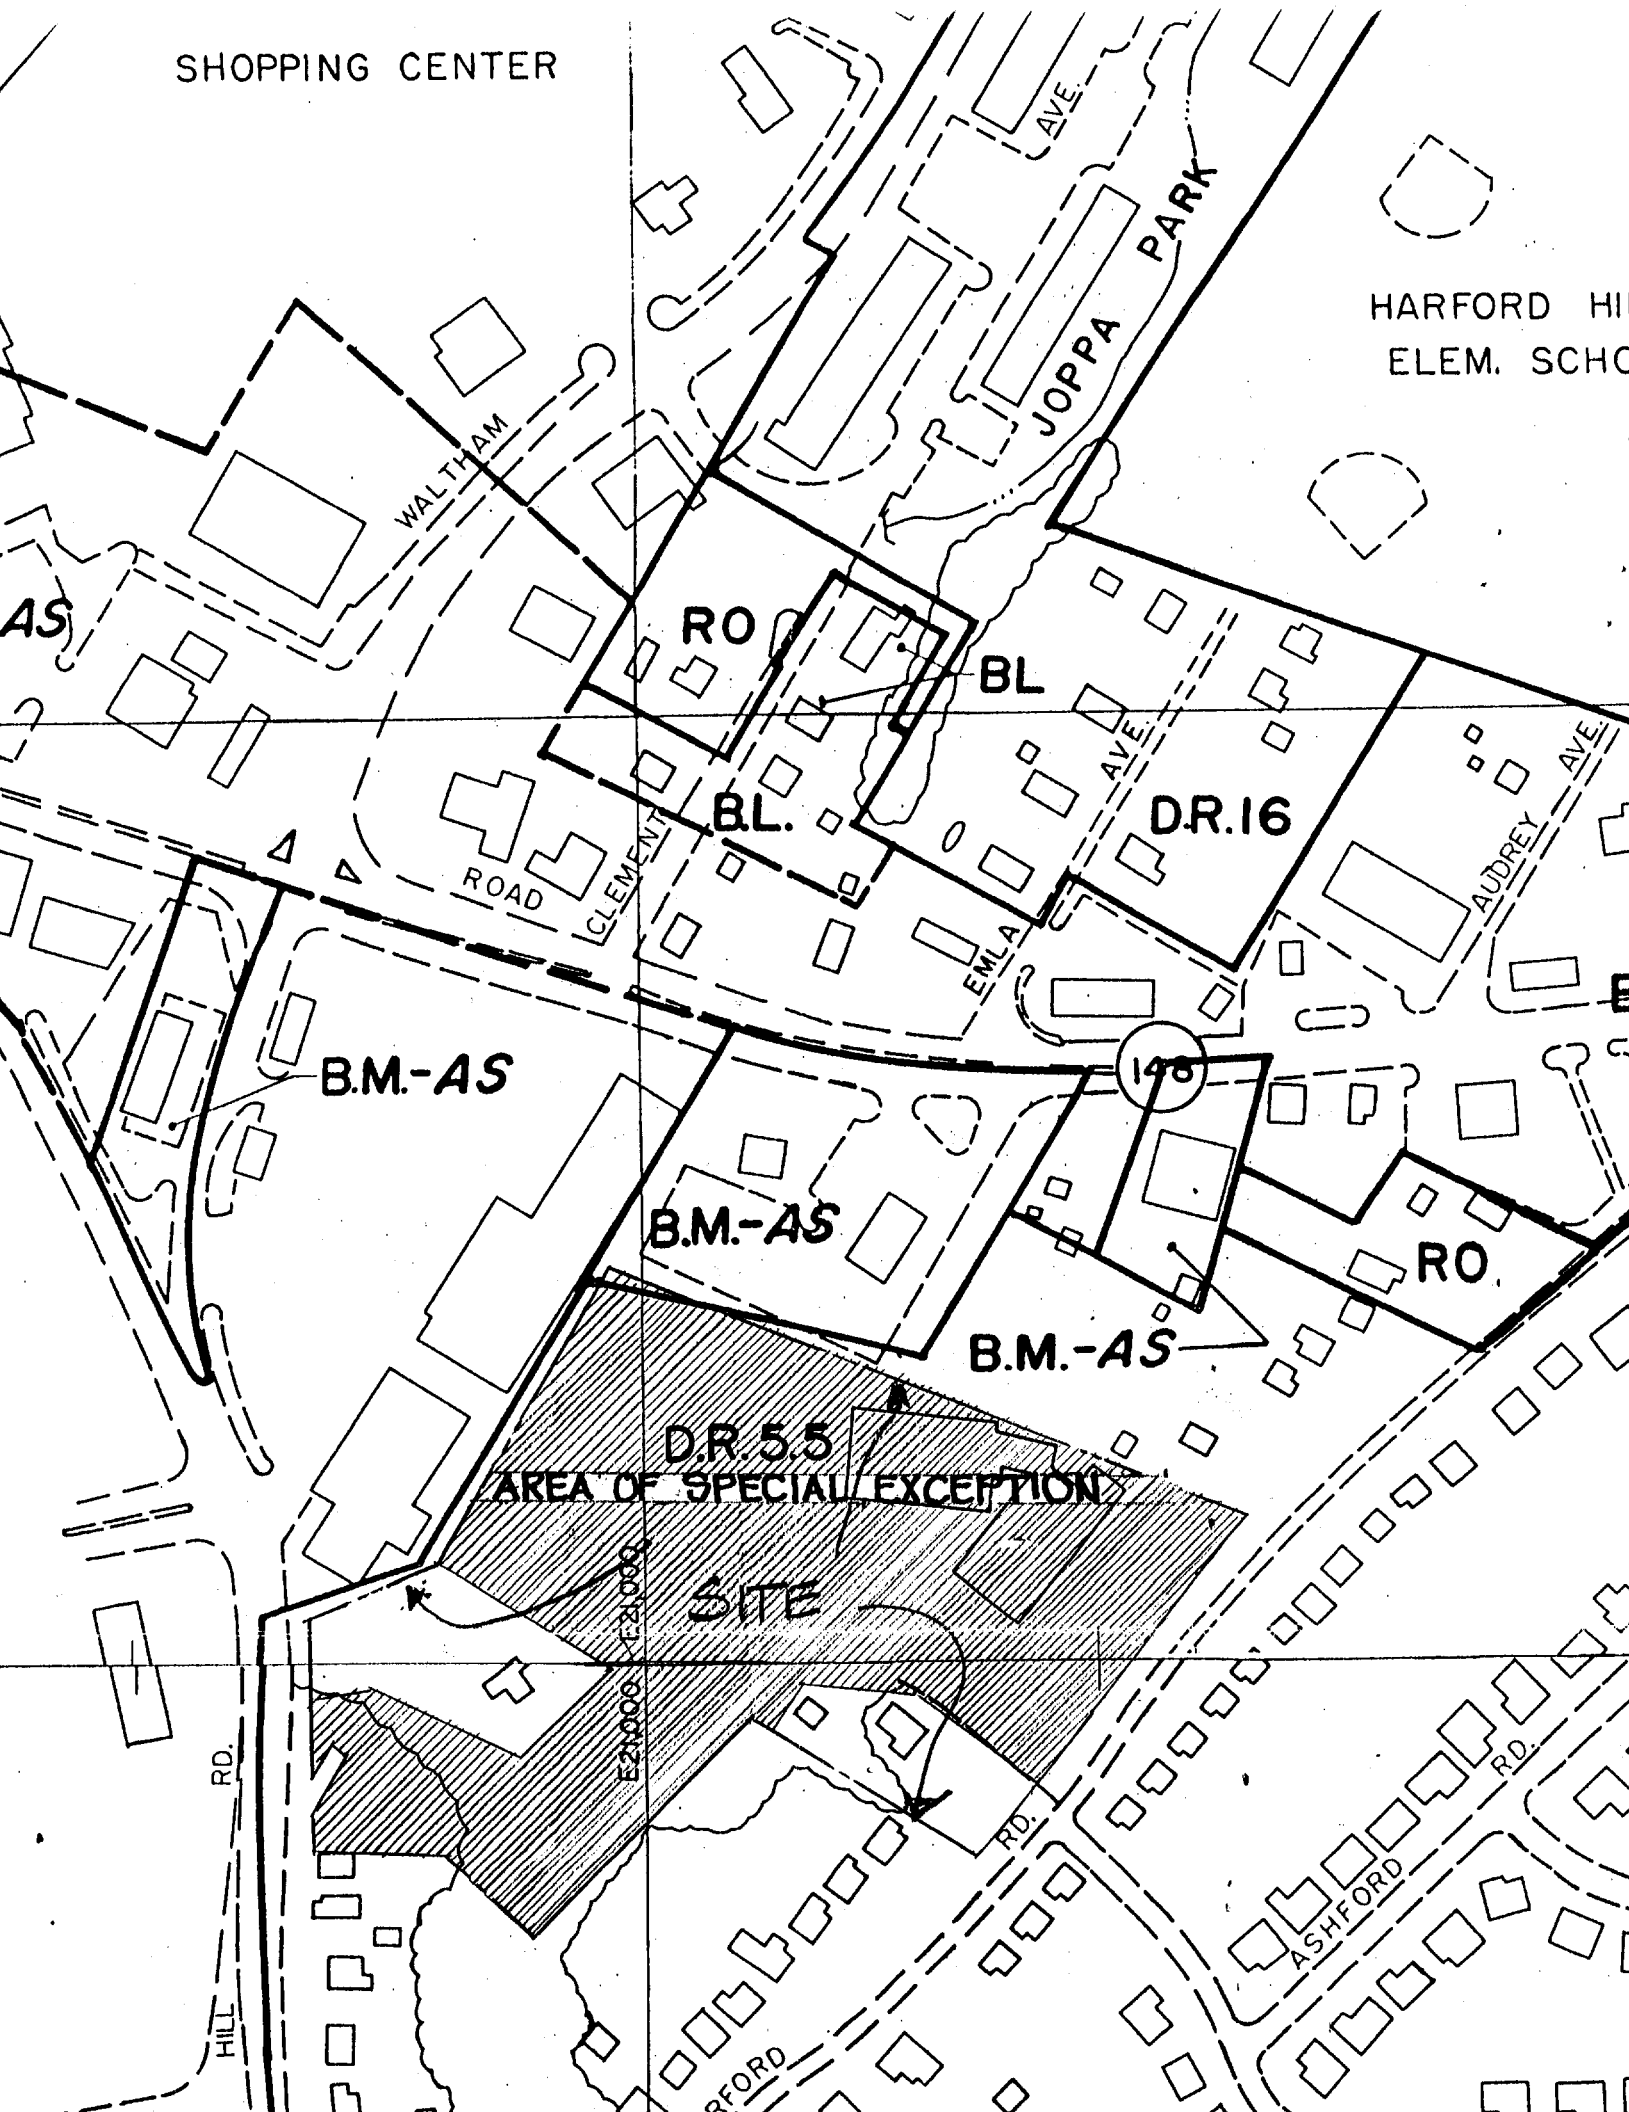 SHOPPING CENTER
AVE.
PARK
JOPPA
HARFORD HI
ELEM. SCHO
WALTHAM
AS
RO
BL
AVE.
AVE.
B.L.
D.R.16
AUDREY
ROAD
CLEMENT
EMLA
148
B.M.-AS
B.M.-AS
RO
B.M.-AS
D.R. 5.5
AREA OF SPECIAL EXCEPTION
SITE
E21,000
E21,000
RD.
RD.
RD.
ASHFORD
HILL
RFORD